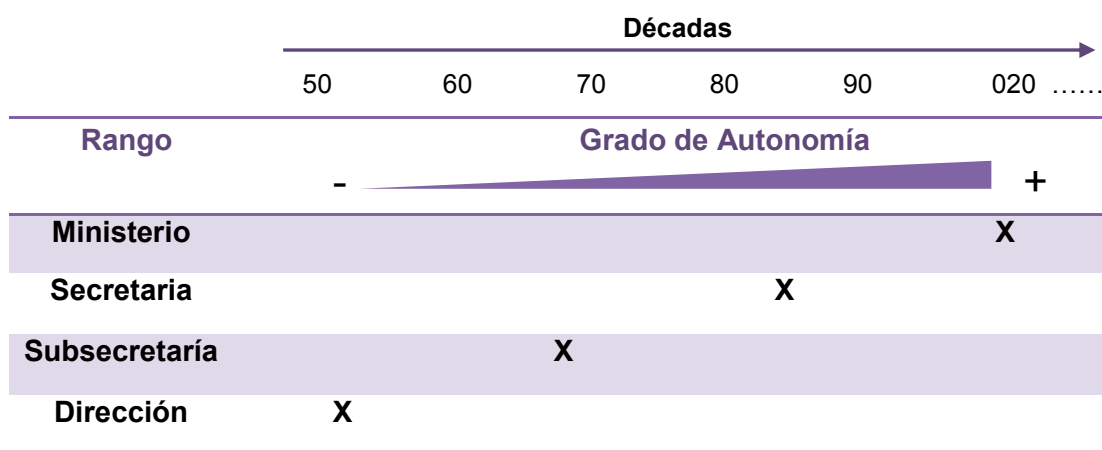 Décadas
50 60 70 80 90 020 ......
Rango Grado de Autonomía
- +
Ministerio X
Secretaria X
Subsecretaría X
Dirección X